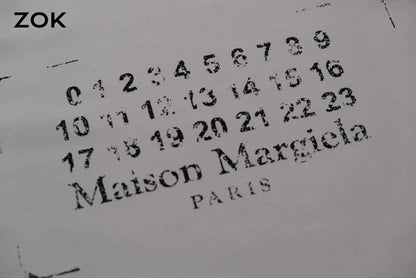 ZOK
0 1 2 3 4 5 6 7 8 9
10 11 12 13 14 15 16
17 18 19 20 21 22 23
Maison Margiela
PARIS